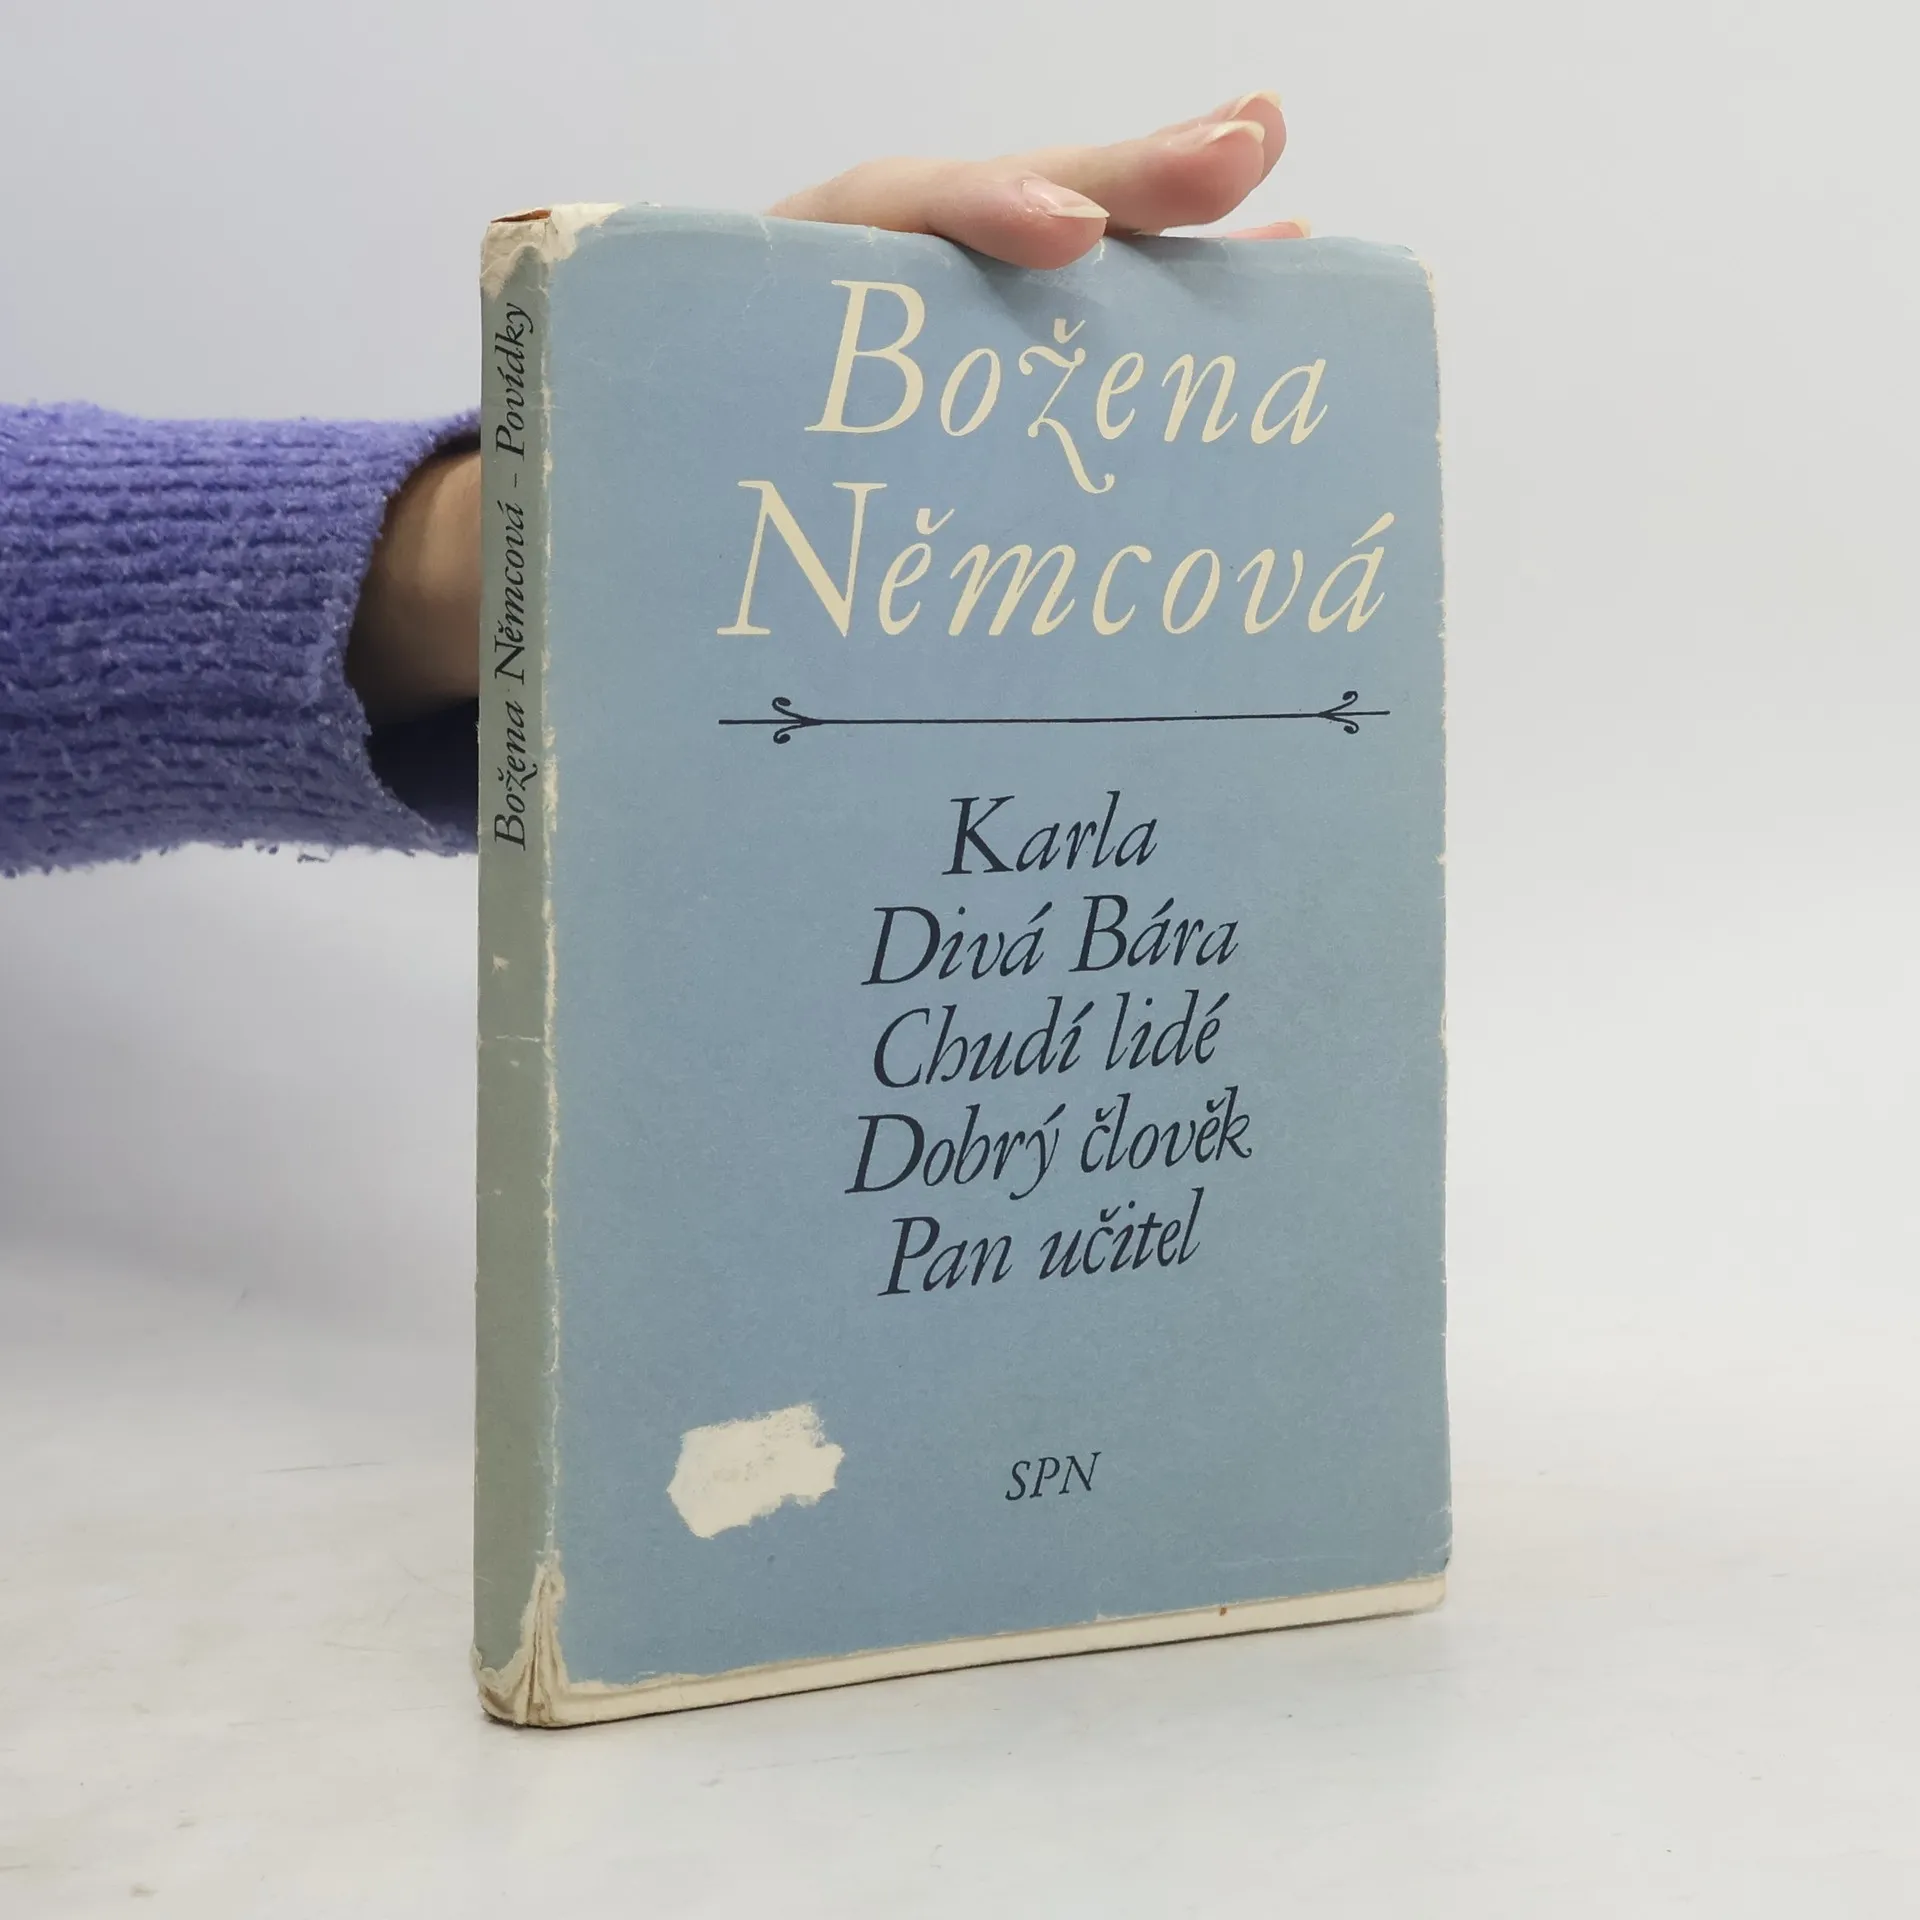 Božena Němcová - Povídky
Božena
Němcová
Karla
Divá Bára
Chudí lidé
Dobrý člověk
Pan učitel
SPN